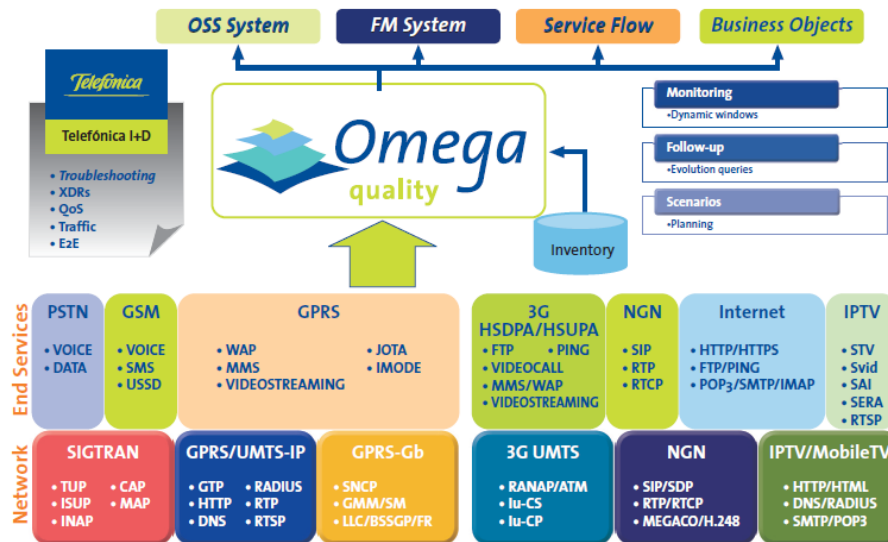 OSS System
FM System
Service Flow
Business Objects
Telefónica
Telefónica I+D
• Troubleshooting
• XDRs
• QoS
• Traffic
• E2E
Omega
quality
Inventory
Monitoring
•Dynamic windows
Follow-up
•Evolution queries
Scenarios
•Planning
End Services
PSTN
• VOICE
• DATA
GSM
• VOICE
• SMS
• USSD
GPRS
• WAP
• MMS
• VIDEOSTREAMING
• JOTA
• IMODE
3G
HSDPA/HSUPA
• FTP • PING
• VIDEOCALL
• MMS/WAP
• VIDEOSTREAMING
NGN
• SIP
• RTP
• RTCP
Internet
• HTTP/HTTPS
• FTP/PING
• POP3/SMTP/IMAP
IPTV
• STV
• Svid
• SAI
• SERA
• RTSP
Network
SIGTRAN
• TUP
• ISUP
• INAP
• CAP
• MAP
GPRS/UMTS-IP
• GTP
• HTTP
• DNS
• RADIUS
• RTP
• RTSP
GPRS-Gb
• SNCP
• GMM/SM
• LLC/BSSGP/FR
3G UMTS
• RANAP/ATM
• Iu-CS
• Iu-CP
NGN
• SIP/SDP
• RTP/RTCP
• MEGACO/H.248
IPTV/MobileTV
• HTTP/HTML
• DNS/RADIUS
• SMTP/POP3